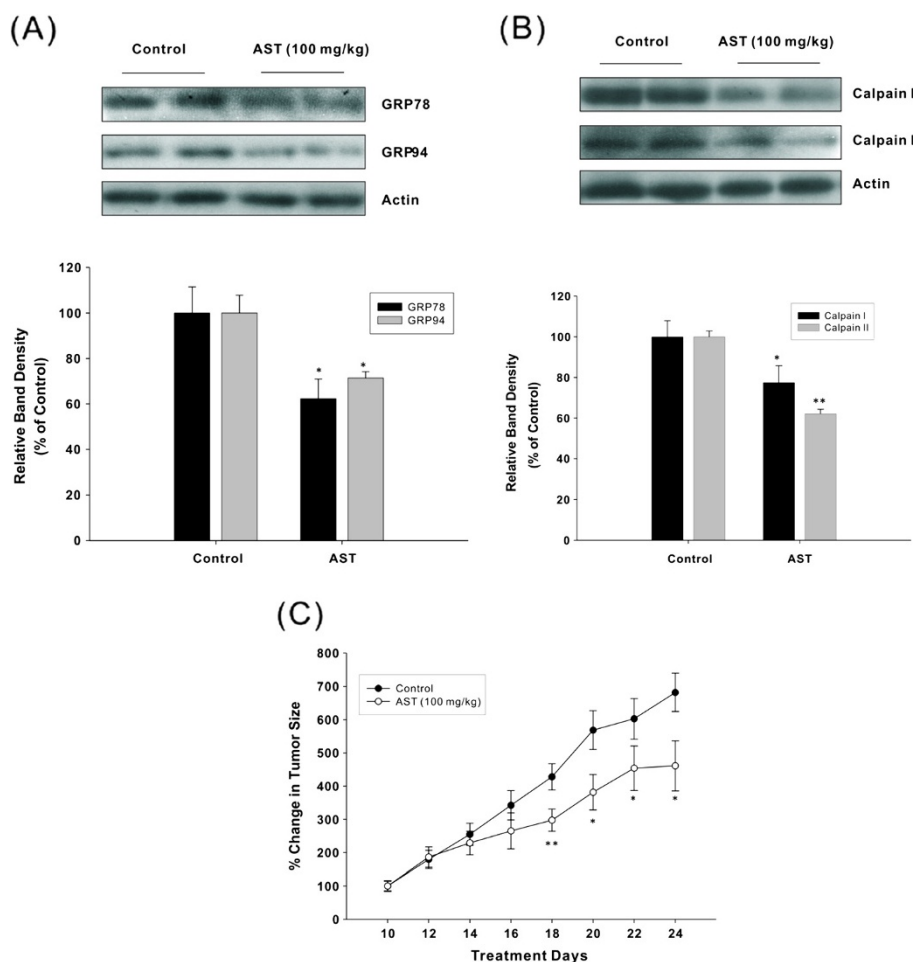 (A)
Control AST (100 mg/kg)
GRP78
GRP94
Actin
120
100
80
60
40
20
0
Relative Band Density
(% of Control)
GRP78
GRP94
*
*
Control AST
(B)
Control AST (100 mg/kg)
Calpain I
Calpain I
Actin
120
100
80
60
40
20
0
Relative Band Density
(% of Control)
Calpain I
Calpain II
*
**
Control AST
(C)
800
700
600
500
400
300
200
100
0
% Change in Tumor Size
Control
AST (100 mg/kg)
**
*
*
*
10 12 14 16 18 20 22 24
Treatment Days